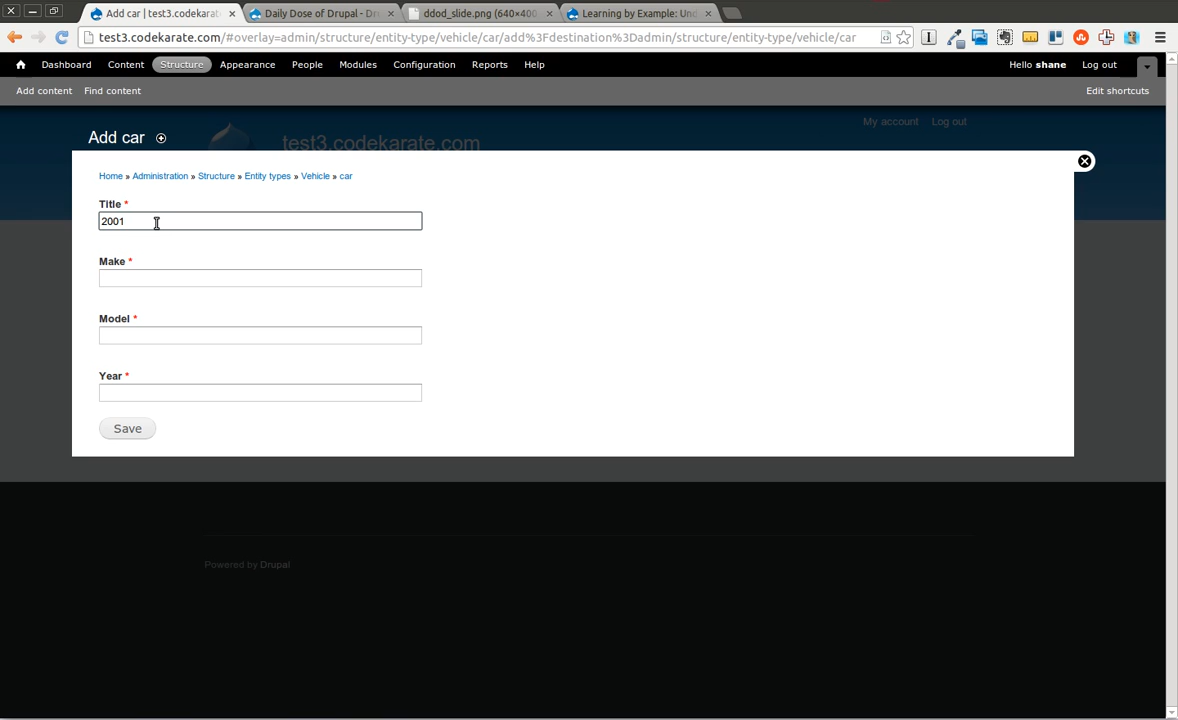 Add car | test3.codekarat
Daily Dose of Drupal - Dr
ddod_slide.png (640×400
Learning by Example: Und
test3.codekarate.com/#overlay=admin/structure/entity-type/vehicle/car/add%3Fdestination%3Dadmin/structure/entity-type/vehicle/car
Dashboard Content Structure Appearance People Modules Configuration Reports Help Hello shane Log out
Add content Find content Edit shortcuts
My account Log out
Add car
test3.codekarate.com
Home » Administration » Structure » Entity types » Vehicle » car
Title *
2001
Make *
Model *
Year *
Save
Powered by Drupal